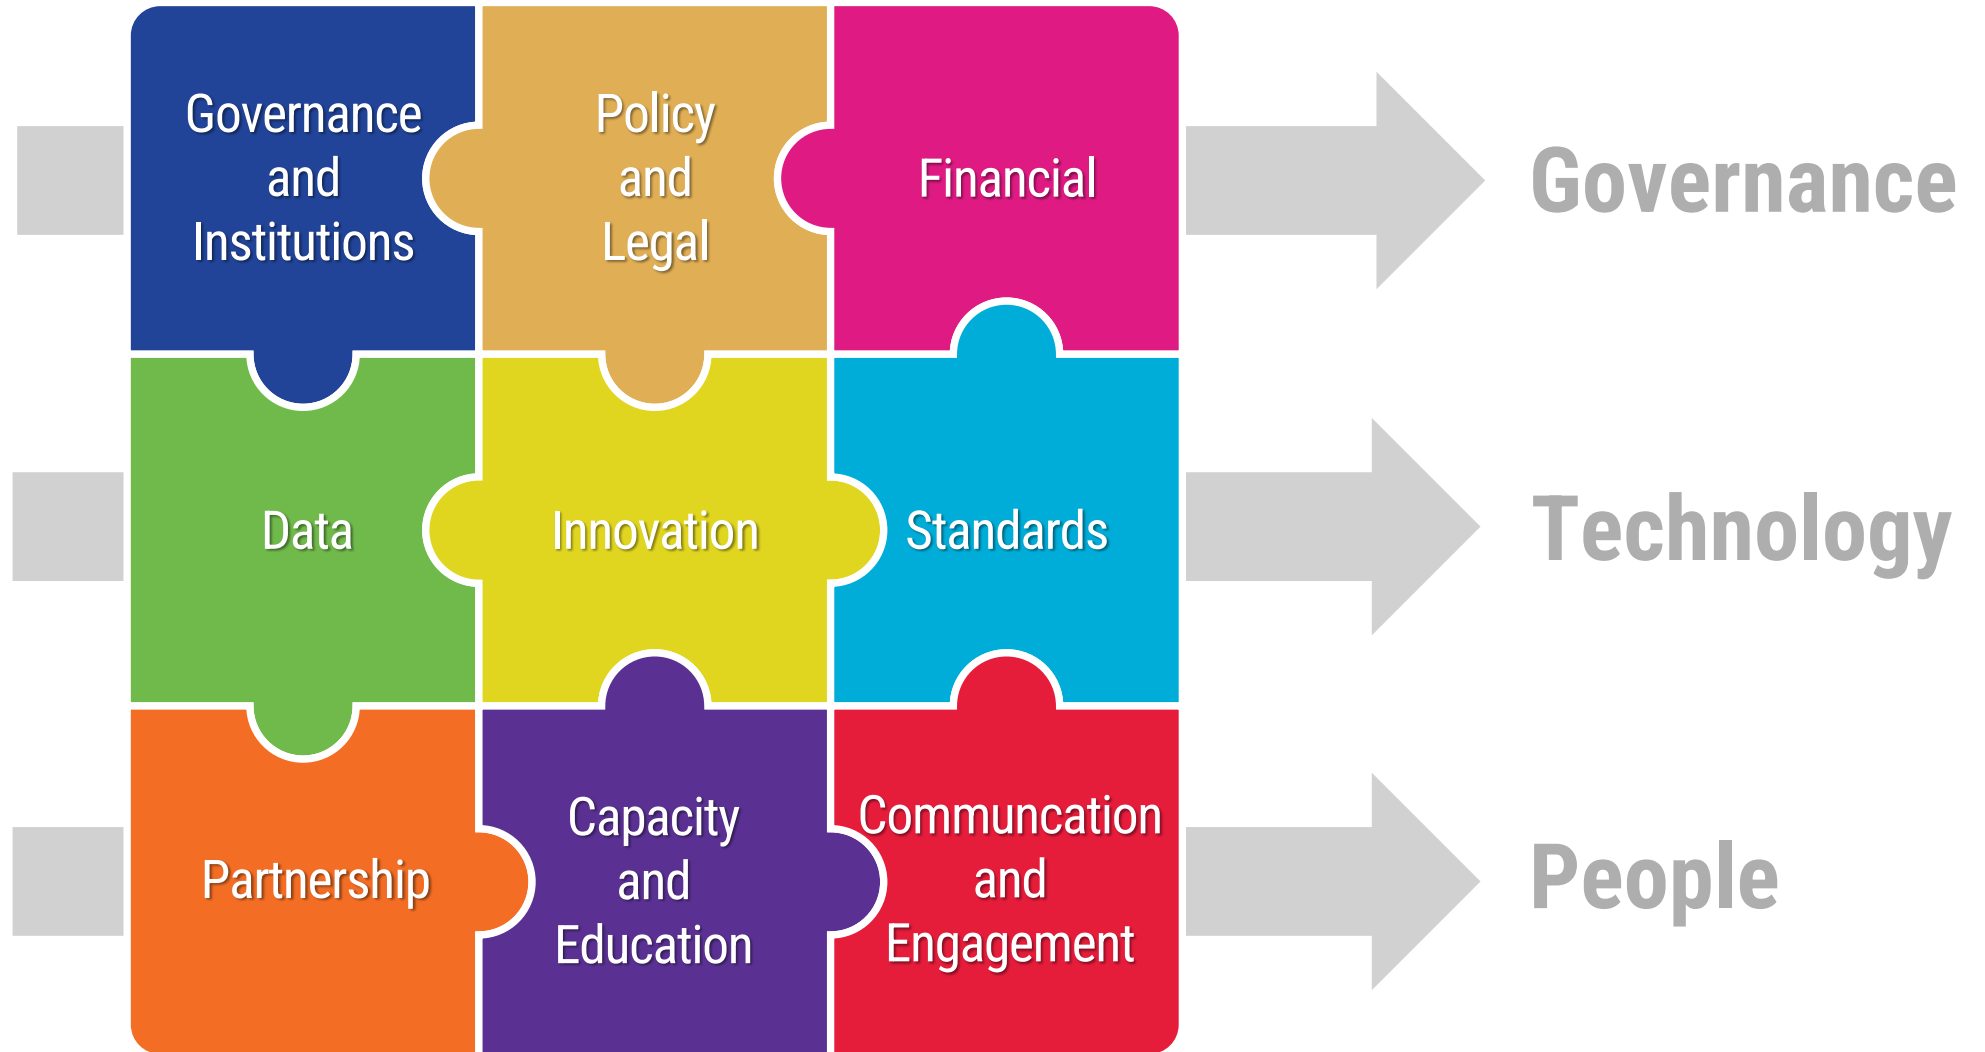 Governance
and
Institutions
Policy
and
Legal
Financial
Governance
Data
Innovation
Standards
Technology
Partnership
Capacity
and
Education
Communcation
and
Engagement
People